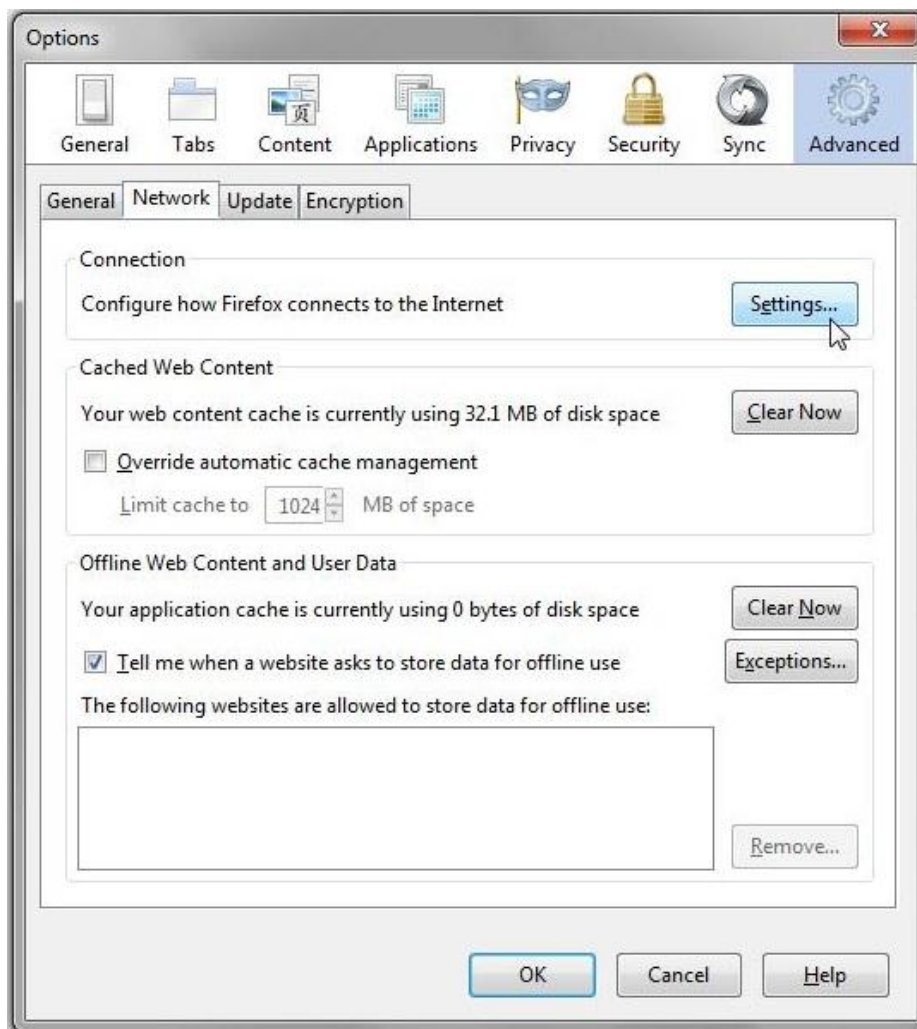 Options
General Tabs Content Applications Privacy Security Sync Advanced
General Network Update Encryption
Connection
Configure how Firefox connects to the Internet Settings...
Cached Web Content
Your web content cache is currently using 32.1 MB of disk space Clear Now
Override automatic cache management
Limit cache to 1024 MB of space
Offline Web Content and User Data
Your application cache is currently using 0 bytes of disk space Clear Now
Tell me when a website asks to store data for offline use Exceptions...
The following websites are allowed to store data for offline use:
Remove...
OK Cancel Help